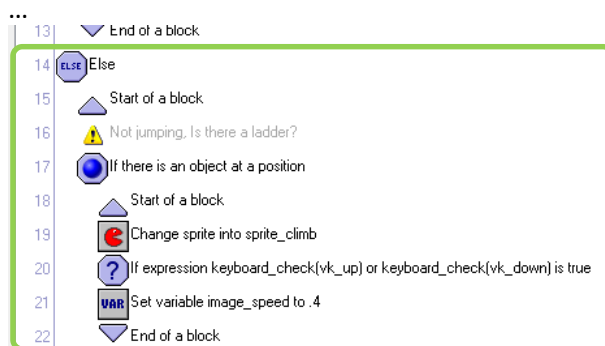 ...
13 End of a block
14 ELSE Else
15 Start of a block
16 Not jumping, Is there a ladder?
17 If there is an object at a position
18 Start of a block
19 Change sprite into sprite_climb
20 ? If expression keyboard_check(vk_up) or keyboard_check(vk_down) is true
21 VAR Set variable image_speed to .4
22 End of a block